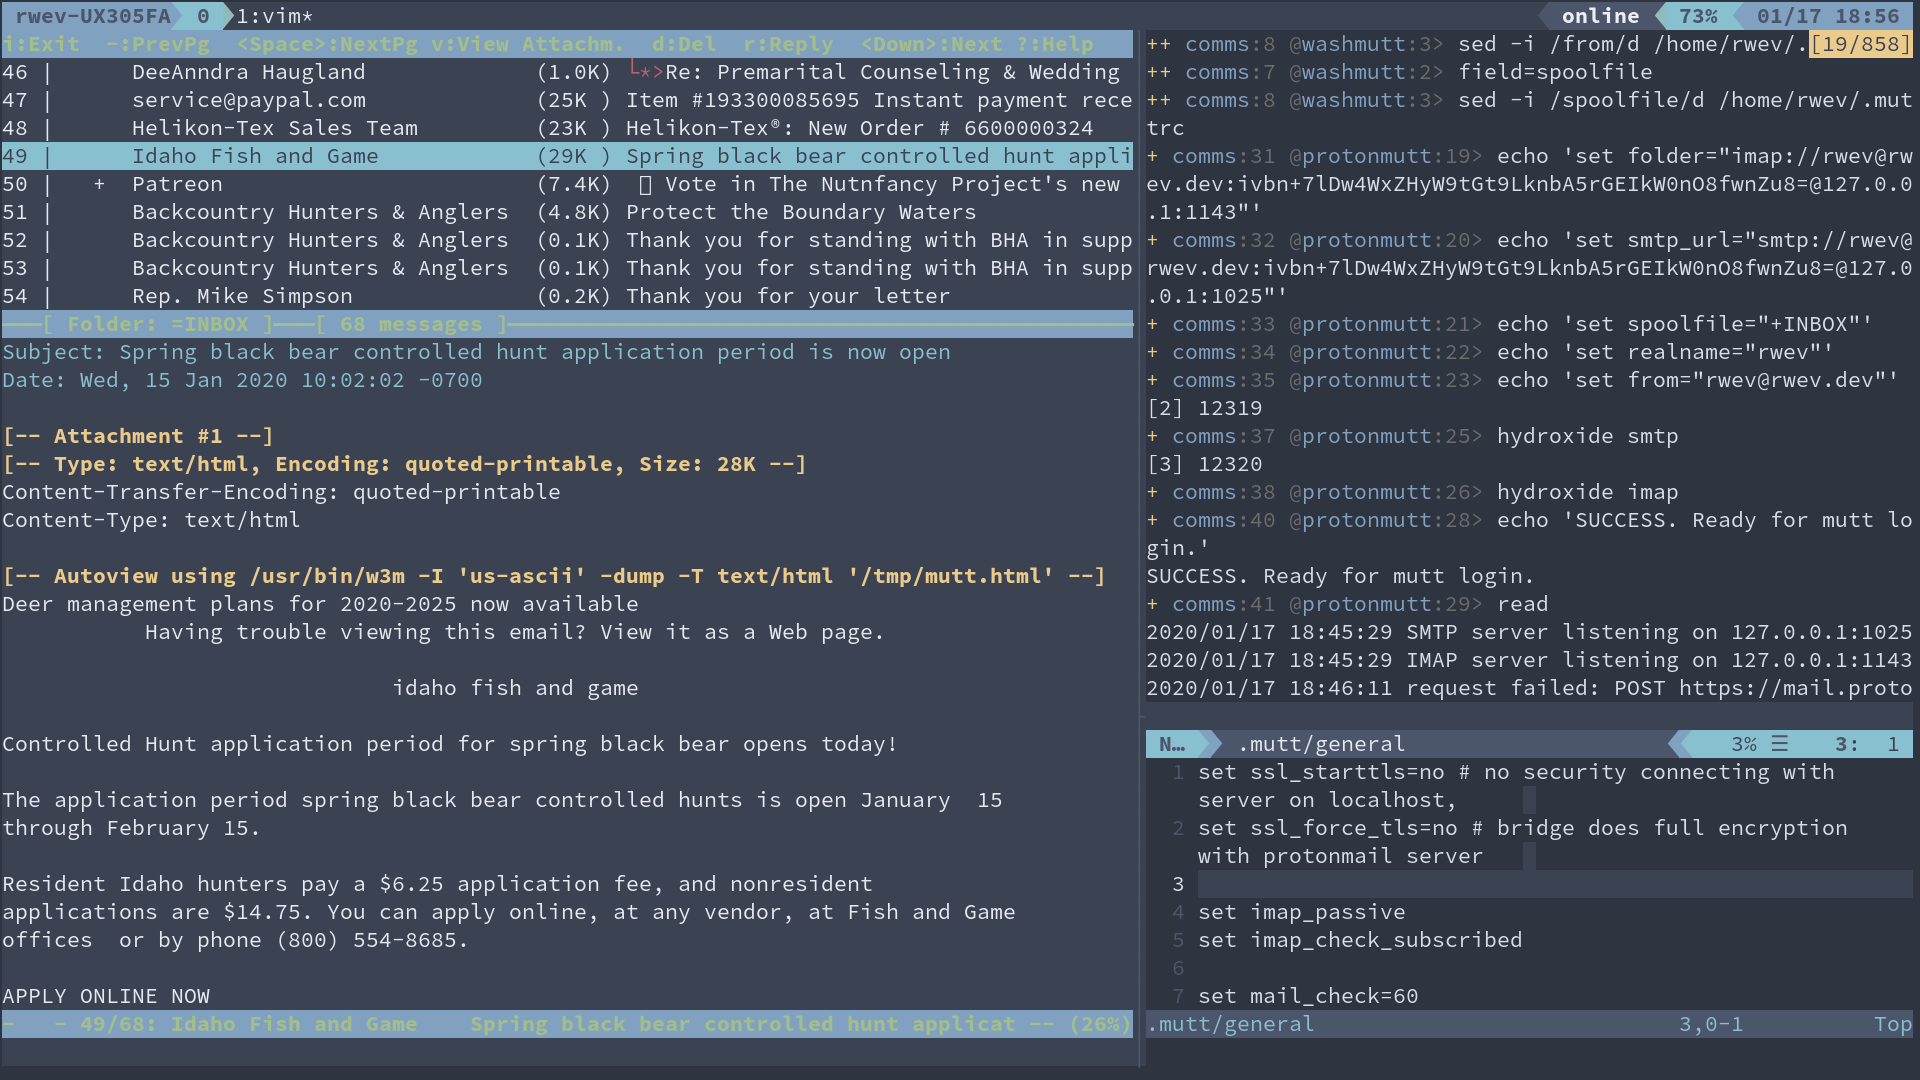 rwev-UX305FA 0 1:vim* online 73% 01/17 18:56
i:Exit -:PrevPg <Space>:NextPg v:View Attachm. d:Del r:Reply <Down>:Next ?:Help
46 | DeeAnndra Haugland (1.0K) └*>Re: Premarital Counseling & Wedding
47 | service@paypal.com (25K ) Item #193300085695 Instant payment rece
48 | Helikon-Tex Sales Team (23K ) Helikon-Tex®: New Order # 6600000324
49 | Idaho Fish and Game (29K ) Spring black bear controlled hunt appli
50 | + Patreon (7.4K) Vote in The Nutnfancy Project's new
51 | Backcountry Hunters & Anglers (4.8K) Protect the Boundary Waters
52 | Backcountry Hunters & Anglers (0.1K) Thank you for standing with BHA in supp
53 | Backcountry Hunters & Anglers (0.1K) Thank you for standing with BHA in supp
54 | Rep. Mike Simpson (0.2K) Thank you for your letter
───[ Folder: =INBOX ]───[ 68 messages ]───
Subject: Spring black bear controlled hunt application period is now open
Date: Wed, 15 Jan 2020 10:02:02 -0700
[-- Attachment #1 --]
[-- Type: text/html, Encoding: quoted-printable, Size: 28K --]
Content-Transfer-Encoding: quoted-printable
Content-Type: text/html
[-- Autoview using /usr/bin/w3m -I 'us-ascii' -dump -T text/html '/tmp/mutt.html' --]
Deer management plans for 2020-2025 now available
Having trouble viewing this email? View it as a Web page.
idaho fish and game
Controlled Hunt application period for spring black bear opens today!
The application period spring black bear controlled hunts is open January  15
through February 15.
Resident Idaho hunters pay a $6.25 application fee, and nonresident
applications are $14.75. You can apply online, at any vendor, at Fish and Game
offices  or by phone (800) 554-8685.
APPLY ONLINE NOW
-   - 49/68: Idaho Fish and Game    Spring black bear controlled hunt applicat -- (26%)
++ comms:8 @washmutt:3> sed -i /from/d /home/rwev/.[19/858]
++ comms:7 @washmutt:2> field=spoolfile
++ comms:8 @washmutt:3> sed -i /spoolfile/d /home/rwev/.mut
trc
+ comms:31 @protonmutt:19> echo 'set folder="imap://rwev@rw
ev.dev:ivbn+7lDw4WxZHyW9tGt9LknbA5rGEIkW0nO8fwnZu8=@127.0.0
.1:1143"'
+ comms:32 @protonmutt:20> echo 'set smtp_url="smtp://rwev@
rwev.dev:ivbn+7lDw4WxZHyW9tGt9LknbA5rGEIkW0nO8fwnZu8=@127.0
.0.1:1025"'
+ comms:33 @protonmutt:21> echo 'set spoolfile="+INBOX"'
+ comms:34 @protonmutt:22> echo 'set realname="rwev"'
+ comms:35 @protonmutt:23> echo 'set from="rwev@rwev.dev"'
[2] 12319
+ comms:37 @protonmutt:25> hydroxide smtp
[3] 12320
+ comms:38 @protonmutt:26> hydroxide imap
+ comms:40 @protonmutt:28> echo 'SUCCESS. Ready for mutt lo
gin.'
SUCCESS. Ready for mutt login.
+ comms:41 @protonmutt:29> read
2020/01/17 18:45:29 SMTP server listening on 127.0.0.1:1025
2020/01/17 18:45:29 IMAP server listening on 127.0.0.1:1143
2020/01/17 18:46:11 request failed: POST https://mail.proto
N… .mutt/general 3% ☰ 3: 1
1 set ssl_starttls=no # no security connecting with
server on localhost,
2 set ssl_force_tls=no # bridge does full encryption
with protonmail server
3
4 set imap_passive
5 set imap_check_subscribed
6
7 set mail_check=60
.mutt/general 3,0-1 Top